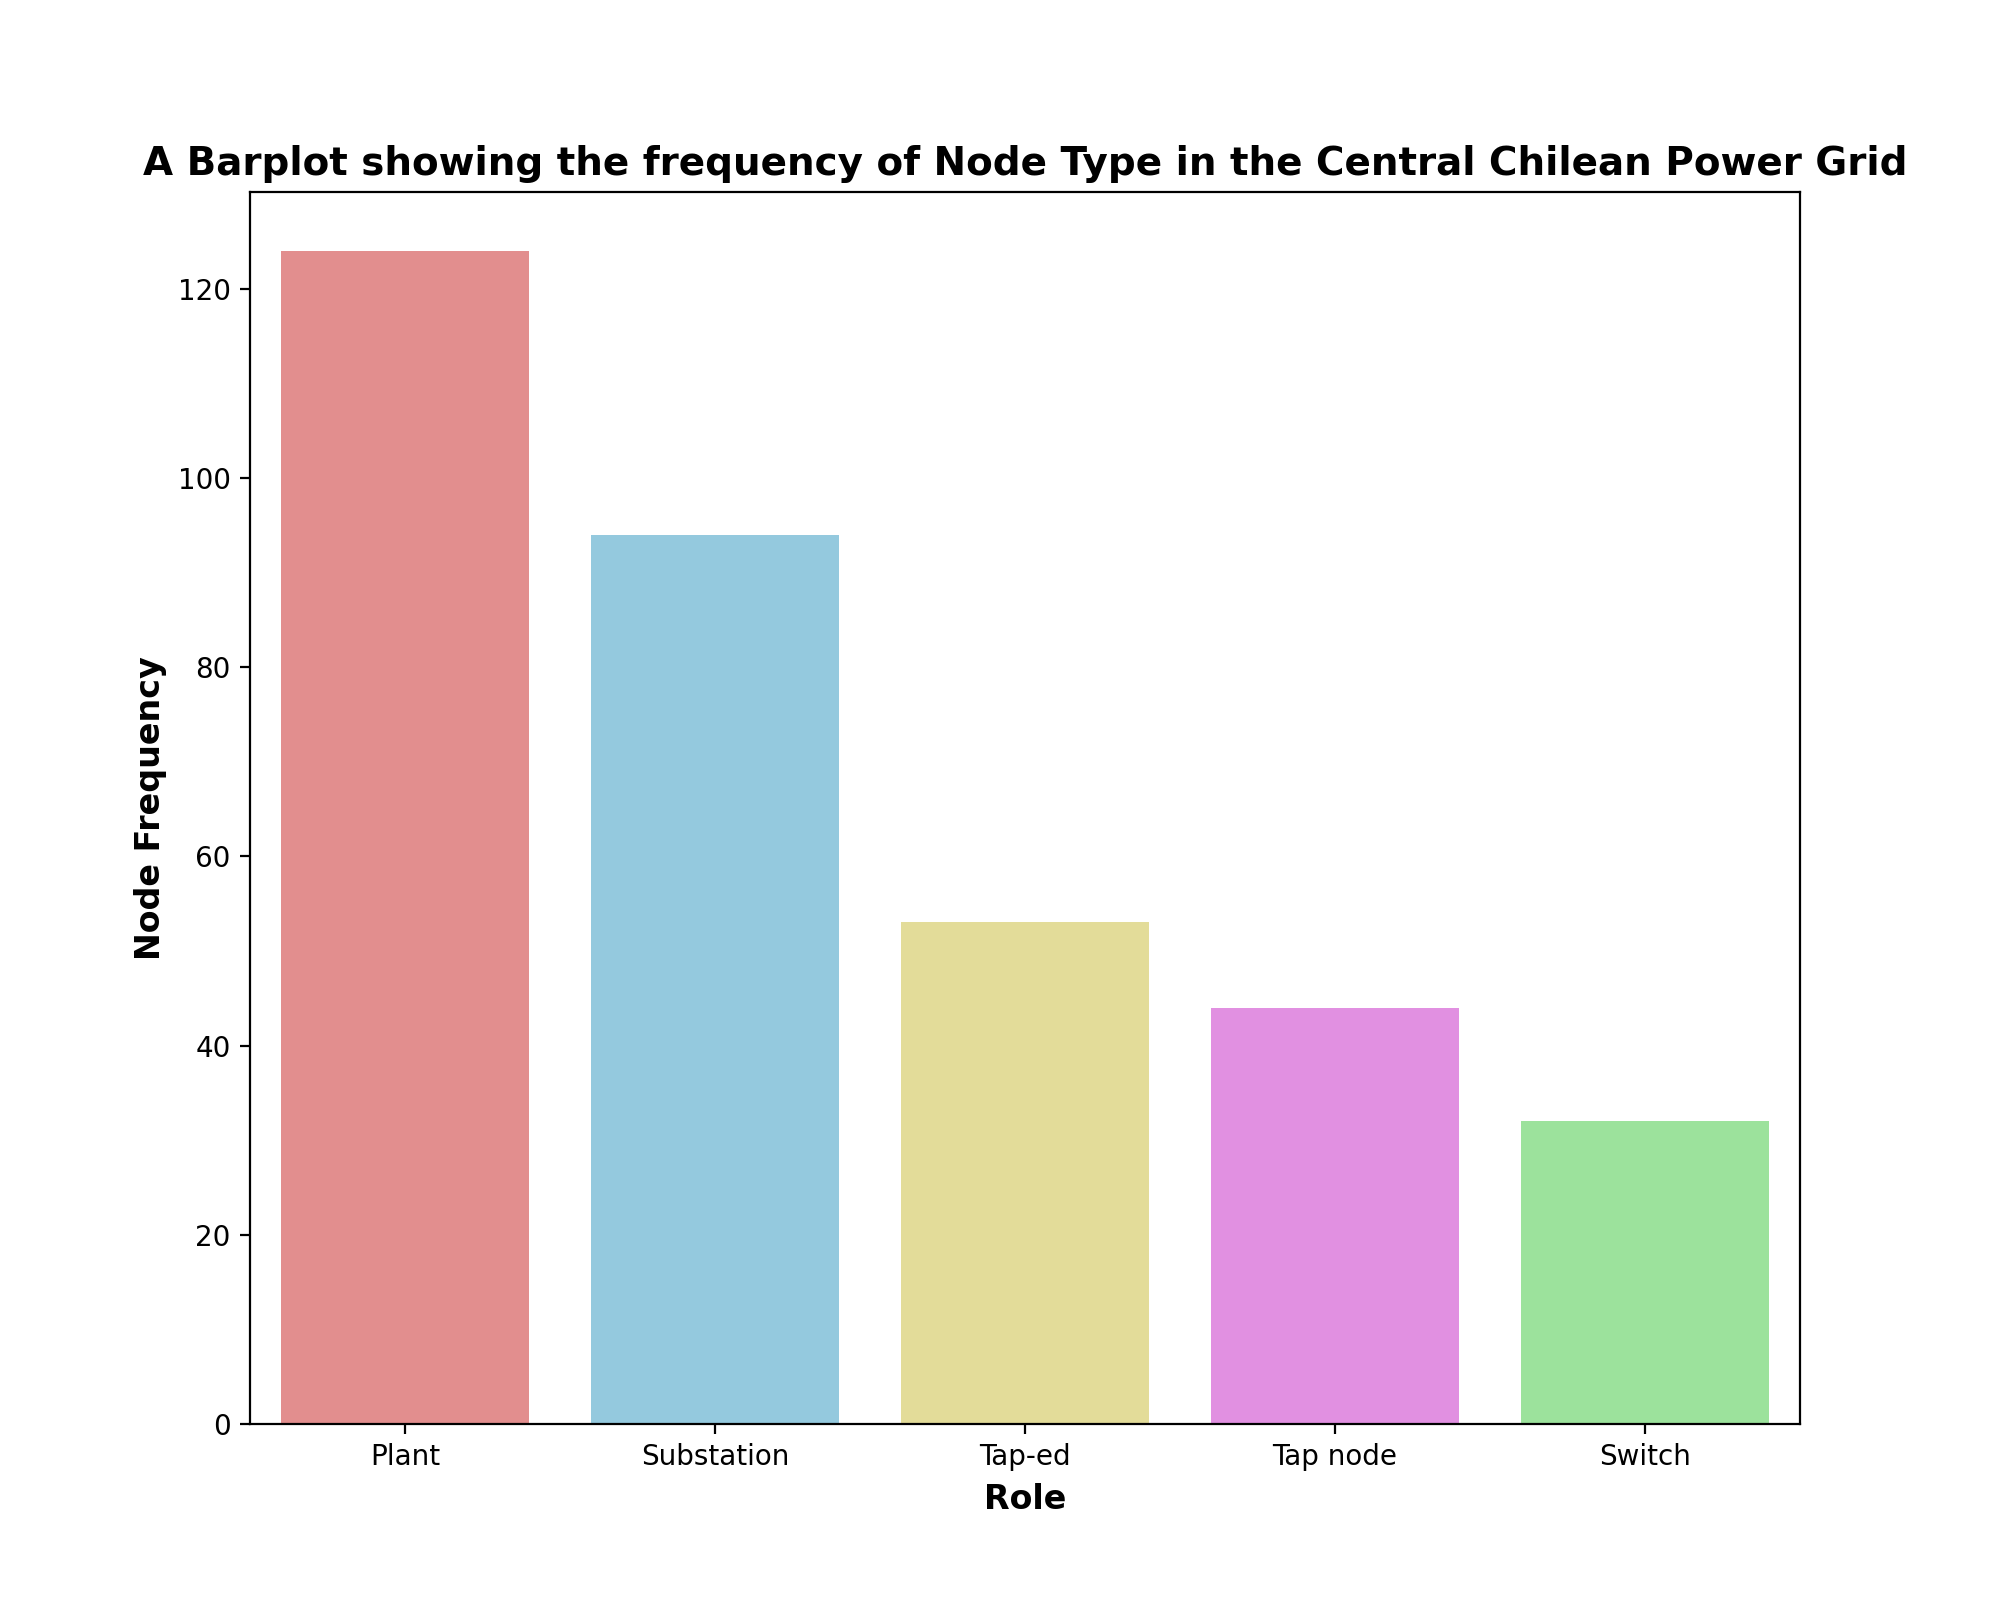 A Barplot showing the frequency of Node Type in the Central Chilean Power Grid
120
100
80
60
40
20
0
Node Frequency
Plant Substation Tap-ed Tap node Switch
Role